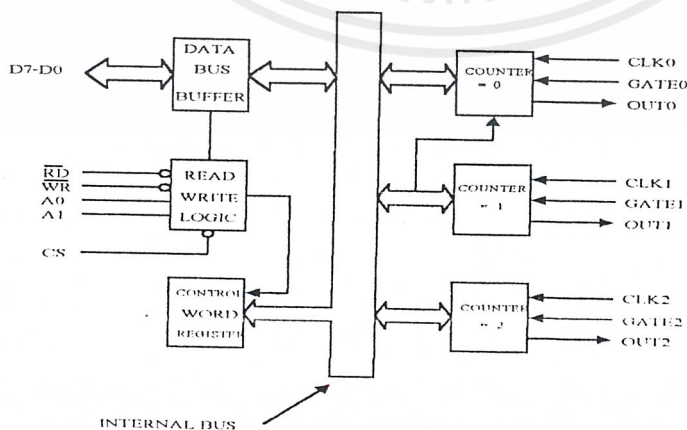 D7-D0
DATA
BUS
BUFFER
RD
WR
A0
A1
CS
READ
WRITE
LOGIC
CONTROL
WORD
REGISTER
INTERNAL BUS
COUNTER
= 0
CLK0
GATE0
OUT0
COUNTER
= 1
CLK1
GATE1
OUT1
COUNTER
= 2
CLK2
GATE2
OUT2